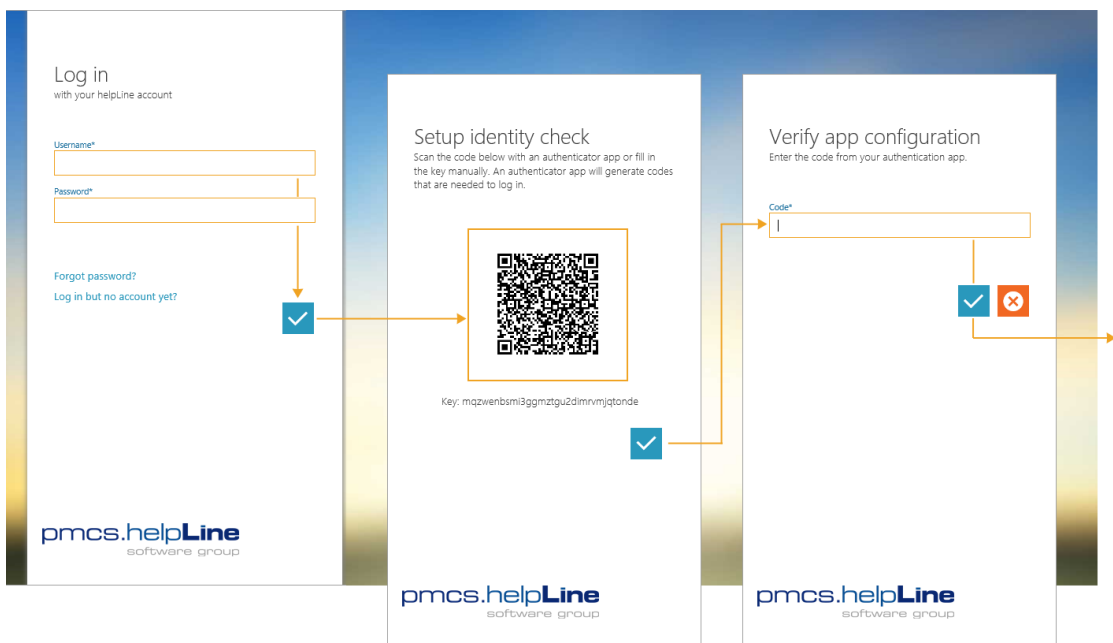 Log in
with your helpLine account
Username*
Password*
Forgot password?
Log in but no account yet?
pmcs.helpLine
software group
Setup identity check
Scan the code below with an authenticator app or fill in
the key manually. An authenticator app will generate codes
that are needed to log in.
Key: mqzwenbsmi3ggmztgu2dimrvmjqtonde
pmcs.helpLine
software group
Verify app configuration
Enter the code from your authentication app.
Code*
pmcs.helpLine
software group